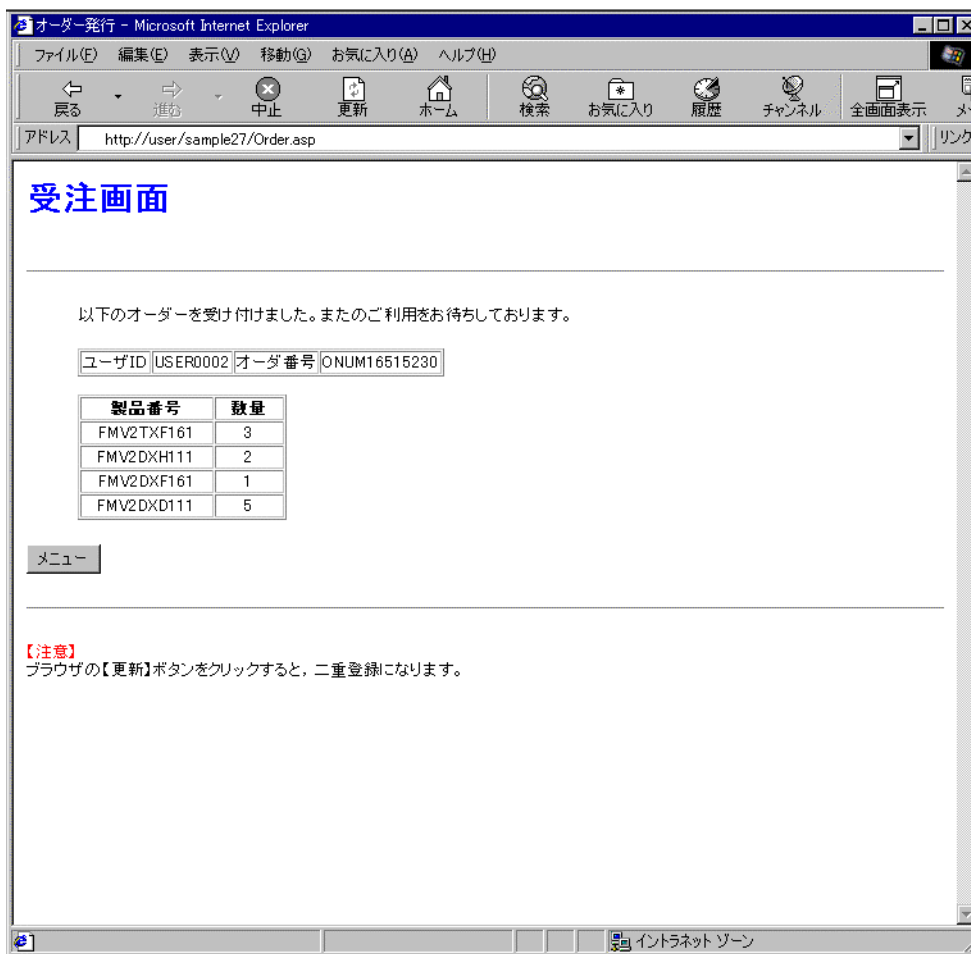 オーダー発行 - Microsoft Internet Explorer
ファイル(F) 編集(E) 表示(V) 移動(G) お気に入り(A) ヘルプ(H)
戻る 進む 中止 更新 ホーム 検索 お気に入り 履歴 チャンネル 全画面表示
アドレス http://user/sample27/Order.asp リンク
受注画面
以下のオーダーを受け付けました。またのご利用をお待ちしております。
ユーザID USER0002 オーダ番号 ONUM16515230
製品番号 数量
FMV2TXF161 3
FMV2DXH111 2
FMV2DXF161 1
FMV2DXD111 5
メニュー
【注意】
ブラウザの【更新】ボタンをクリックすると, 二重登録になります。
イントラネット ゾーン